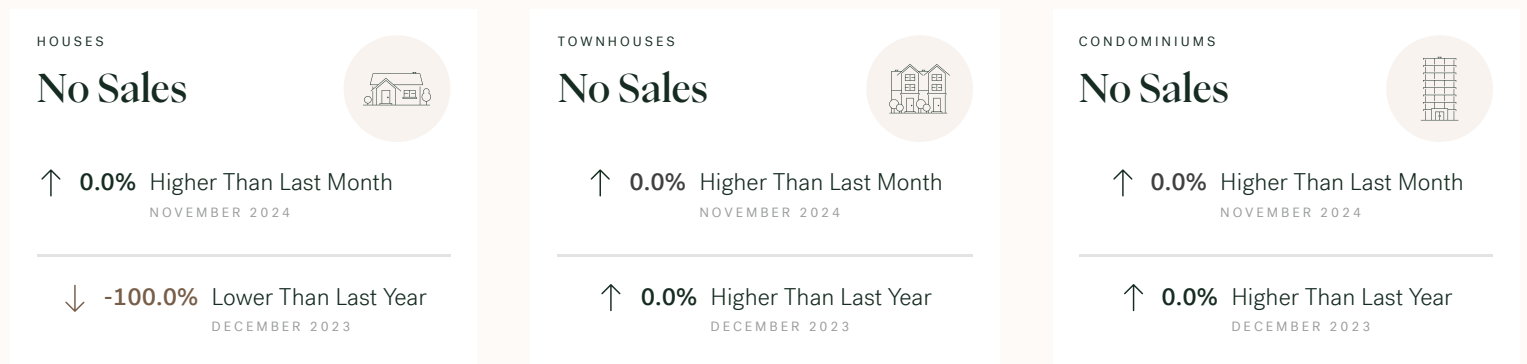 HOUSES
No Sales
0.0% Higher Than Last Month
NOVEMBER 2024
-100.0% Lower Than Last Year
DECEMBER 2023
TOWNHOUSES
No Sales
0.0% Higher Than Last Month
NOVEMBER 2024
0.0% Higher Than Last Year
DECEMBER 2023
CONDOMINIUMS
No Sales
0.0% Higher Than Last Month
NOVEMBER 2024
0.0% Higher Than Last Year
DECEMBER 2023